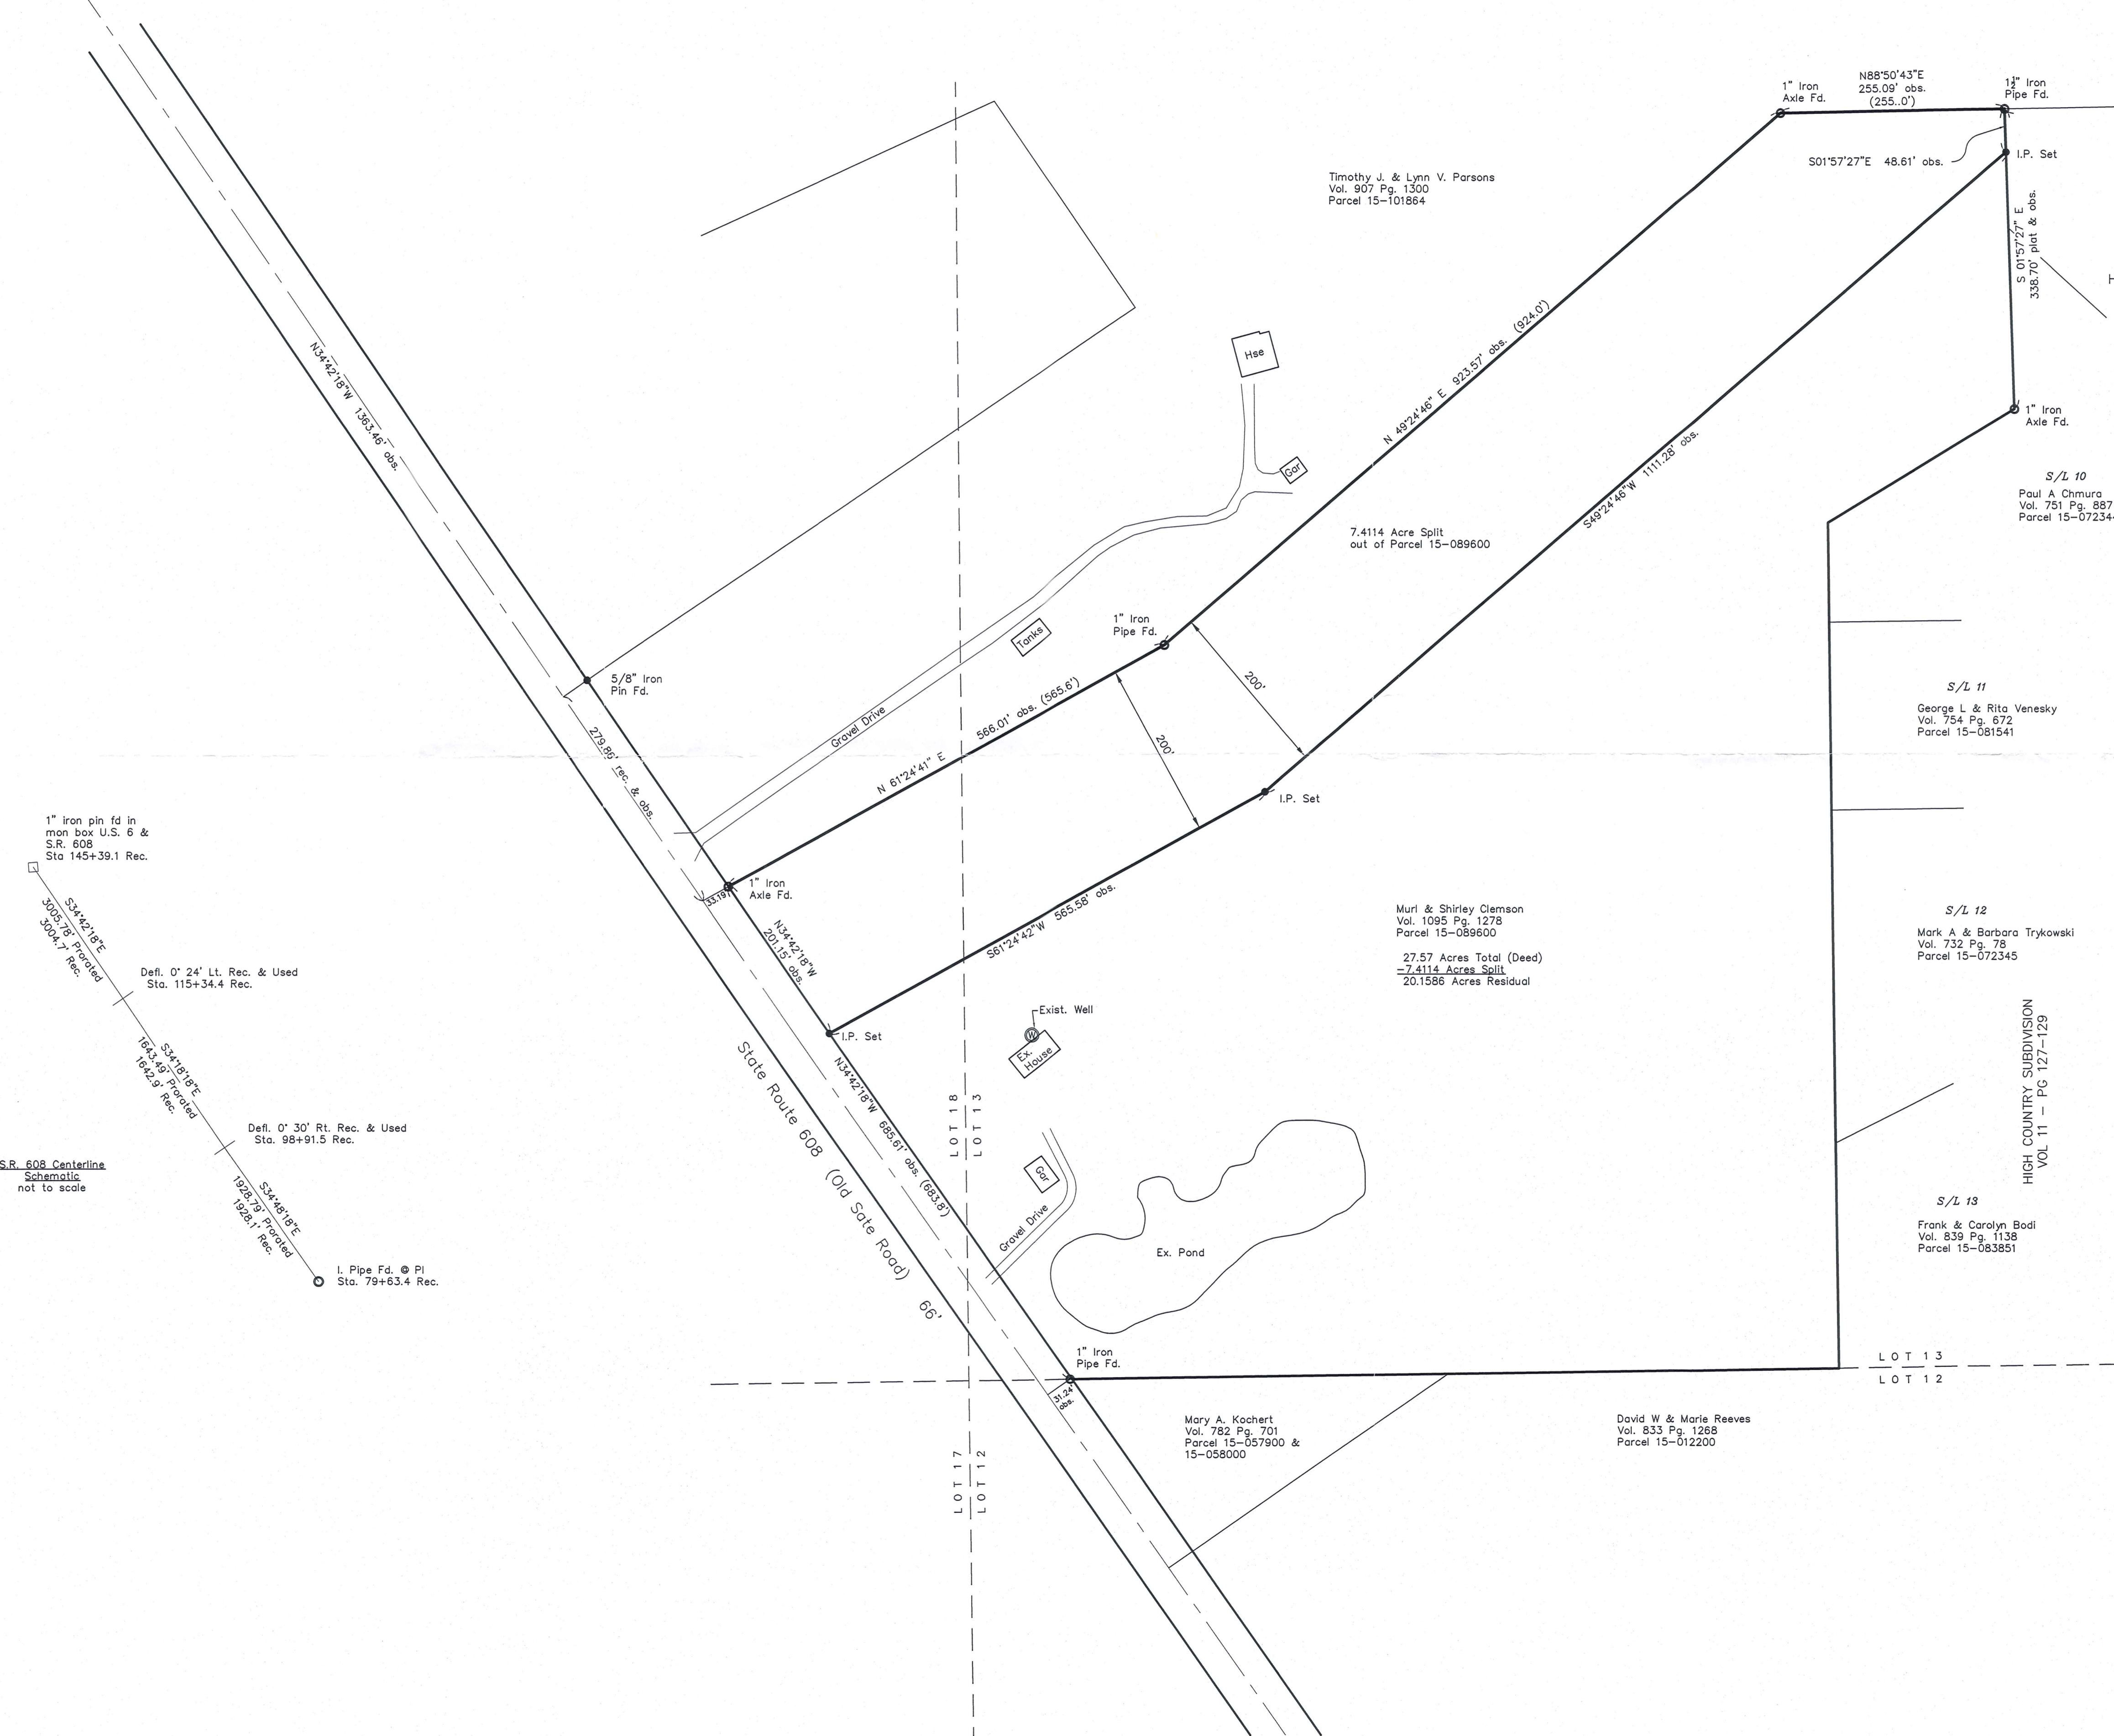 N88°50'43"E
255.09' obs.
(255..0')
1" Iron
Axle Fd.
1½" Iron
Pipe Fd.
S01°57'27"E 48.61' obs.
I.P. Set
S 01°57'27" E
338.70' plat & obs.
Timothy J. & Lynn V. Parsons
Vol. 907 Pg. 1300
Parcel 15-101864
Hse
Gar
N 49°24'46" E 923.57' obs. (924.0')
S49°24'46"W 1111.28' obs.
1" Iron
Axle Fd.
S/L 10
Paul A Chmura
Vol. 751 Pg. 887
7.4114 Acre Split
out of Parcel 15-089600
N34°42'18"W 1363.46' obs.
1" Iron
Pipe Fd.
Tanks
5/8" Iron
Pin Fd.
279.86' rec. & obs.
Gravel Drive
N 61°24'41" E 566.01' obs. (565.6')
200'
200'
I.P. Set
S/L 11
George L & Rita Venesky
Vol. 754 Pg. 672
Parcel 15-081541
1" iron pin fd in
mon box U.S. 6 &
S.R. 608
Sta 145+39.1 Rec.
S34°42'18"E
3005.78' Prorated
3004.7' Rec.
Defl. 0° 24' Lt. Rec. & Used
Sta. 115+34.4 Rec.
S34°18'18"E
1643.49' Prorated
1642.9' Rec.
Defl. 0° 30' Rt. Rec. & Used
Sta. 98+91.5 Rec.
S34°48'18"E
1928.79' Prorated
1928.1' Rec.
I. Pipe Fd. @ PI
Sta. 79+63.4 Rec.
S.R. 608 Centerline
Schematic
not to scale
33.19'
1" Iron
Axle Fd.
N34°42'18"W
201.15' obs.
S61°24'42"W 565.58' obs.
I.P. Set
Murl & Shirley Clemson
Vol. 1095 Pg. 1278
Parcel 15-089600
27.57 Acres Total (Deed)
-7.4114 Acres Split
20.1586 Acres Residual
S/L 12
Mark A & Barbara Trykowski
Vol. 732 Pg. 78
Parcel 15-072345
HIGH COUNTRY SUBDIVISION
VOL 11 - PG 127-129
Exist. Well
W
Ex.
House
State Route 608 (Old Sate Road) 66'
N34°42'18"W 685.61' obs. (683.8')
LOT 18
LOT 13
Gar
Gravel Drive
Ex. Pond
S/L 13
Frank & Carolyn Bodi
Vol. 839 Pg. 1138
Parcel 15-083851
1" Iron
Pipe Fd.
31.24'
obs.
LOT 13
LOT 12
Mary A. Kochert
Vol. 782 Pg. 701
Parcel 15-057900 &
15-058000
David W & Marie Reeves
Vol. 833 Pg. 1268
Parcel 15-012200
LOT 17
LOT 12